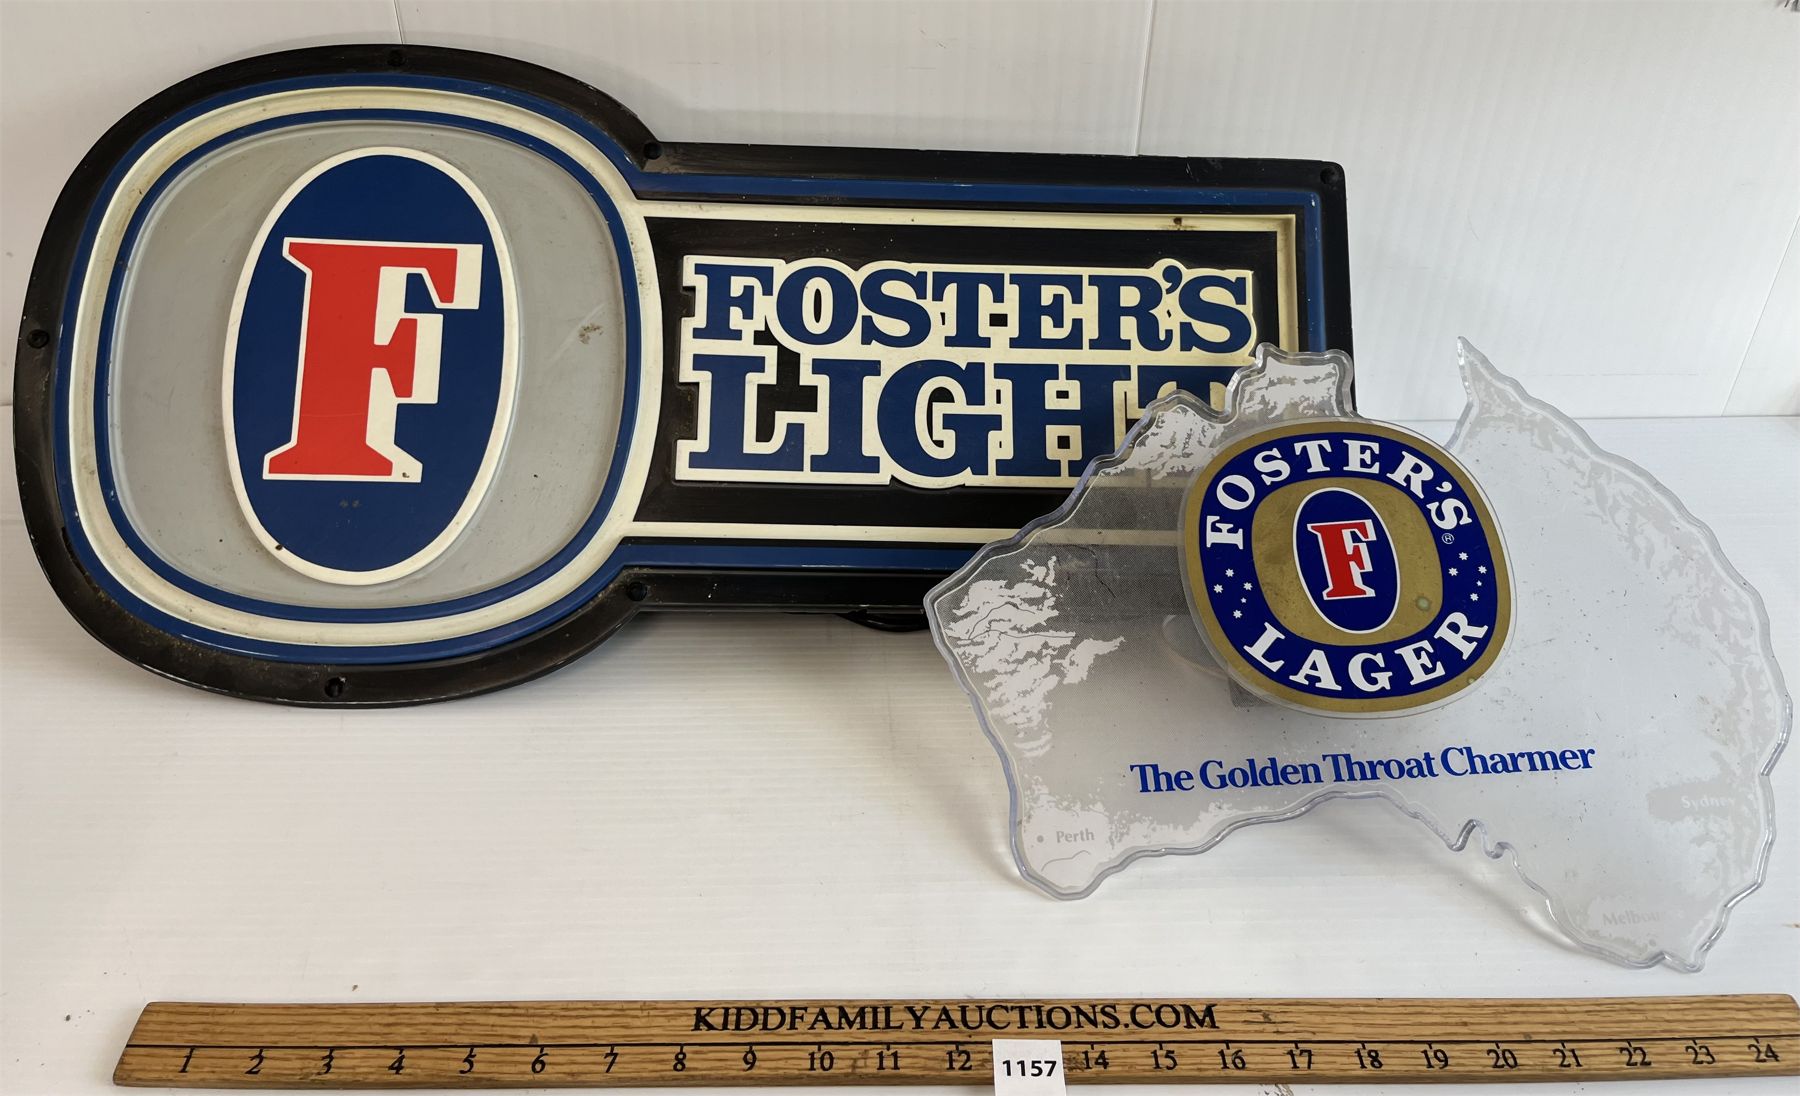 F
FOSTER'S
LIGHT
FOSTER'S®
F
LAGER
The Golden Throat Charmer
Perth
Sydney
KIDDFAMILYAUCTIONS.COM
1 2 3 4 5 6 7 8 9 10 11 12 14 15 16 17 18 19 20 21 22 23 24
1157